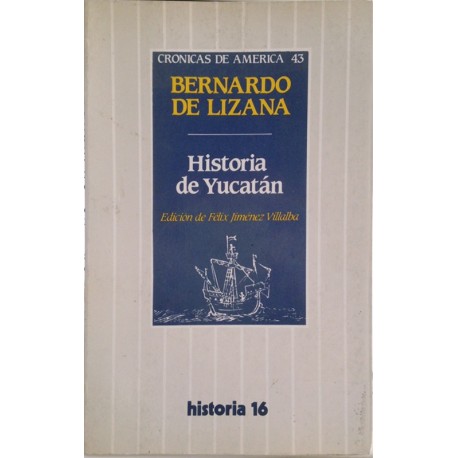 CRONICAS DE AMERICA 43
BERNARDO
DE LIZANA
Historia
de Yucatán
Edición de Félix Jiménez Villalba
historia 16